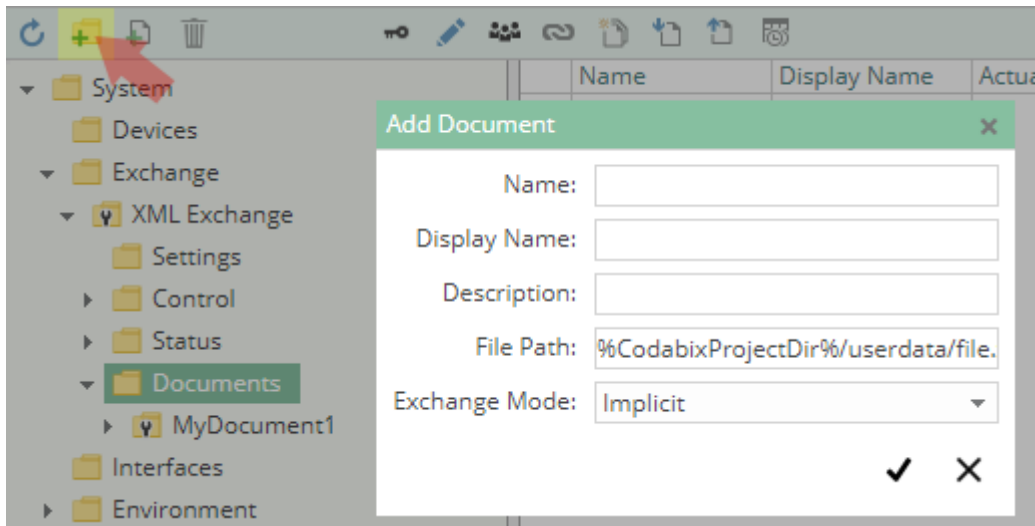 Name Display Name Actua
System
Devices
Exchange
XML Exchange
Settings
Control
Status
Documents
MyDocument1
Interfaces
Environment
Add Document
Name:
Display Name:
Description:
File Path: %CodabixProjectDir%/userdata/file.
Exchange Mode: Implicit